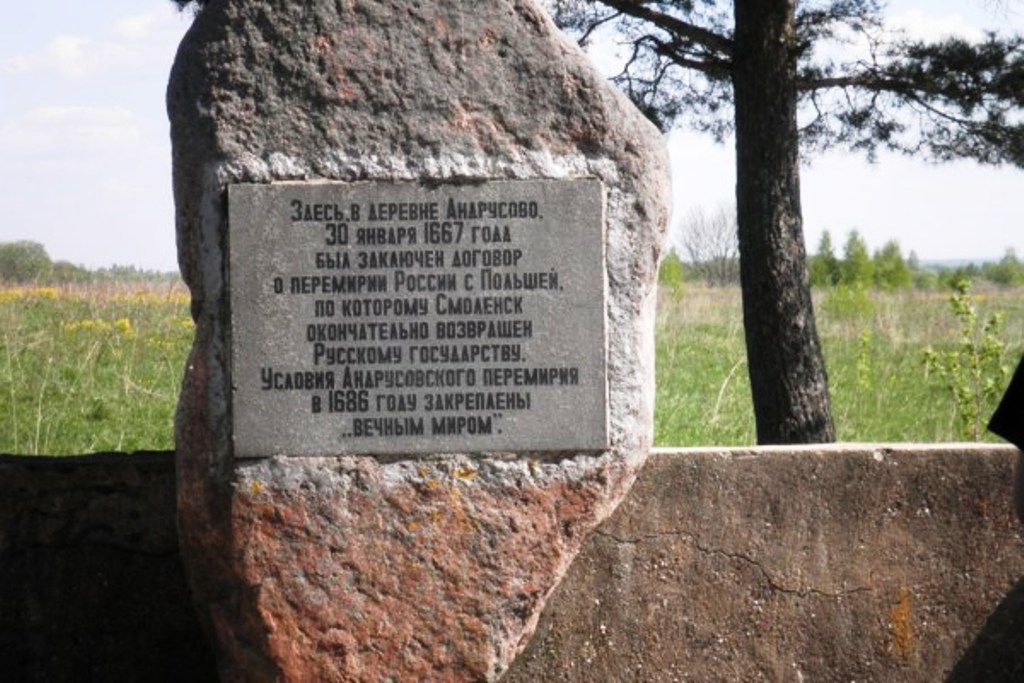 Здесь, в деревне Андрусово,
30 января 1667 года
был заключен договор
о перемирии России с Польшей,
по которому Смоленск
окончательно возвращен
Русскому государству.
Условия Андрусовского перемирия
в 1686 году закреплены
„вечным миром".